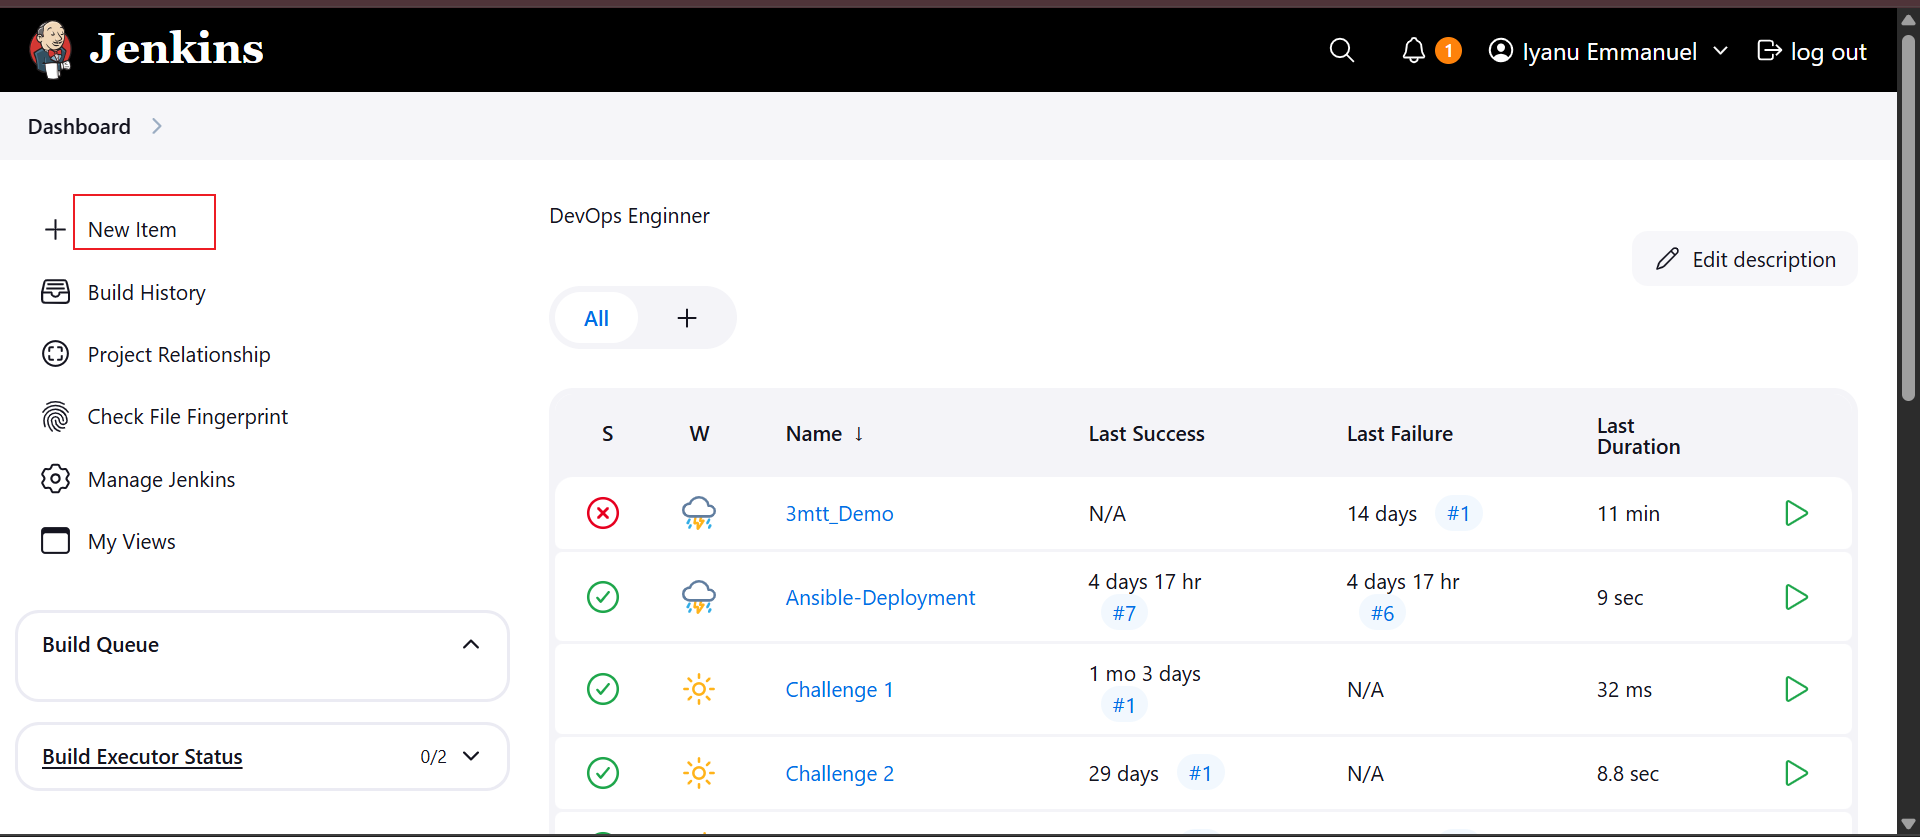 Jenkins
1
Iyanu Emmanuel
log out
Dashboard
New Item
Build History
Project Relationship
Check File Fingerprint
Manage Jenkins
My Views
Build Queue
Build Executor Status 0/2
DevOps Enginner
Edit description
All
S W Name ↓ Last Success Last Failure Last Duration
3mtt_Demo N/A 14 days #1 11 min
Ansible-Deployment 4 days 17 hr #7 4 days 17 hr #6 9 sec
Challenge 1 1 mo 3 days #1 N/A 32 ms
Challenge 2 29 days #1 N/A 8.8 sec